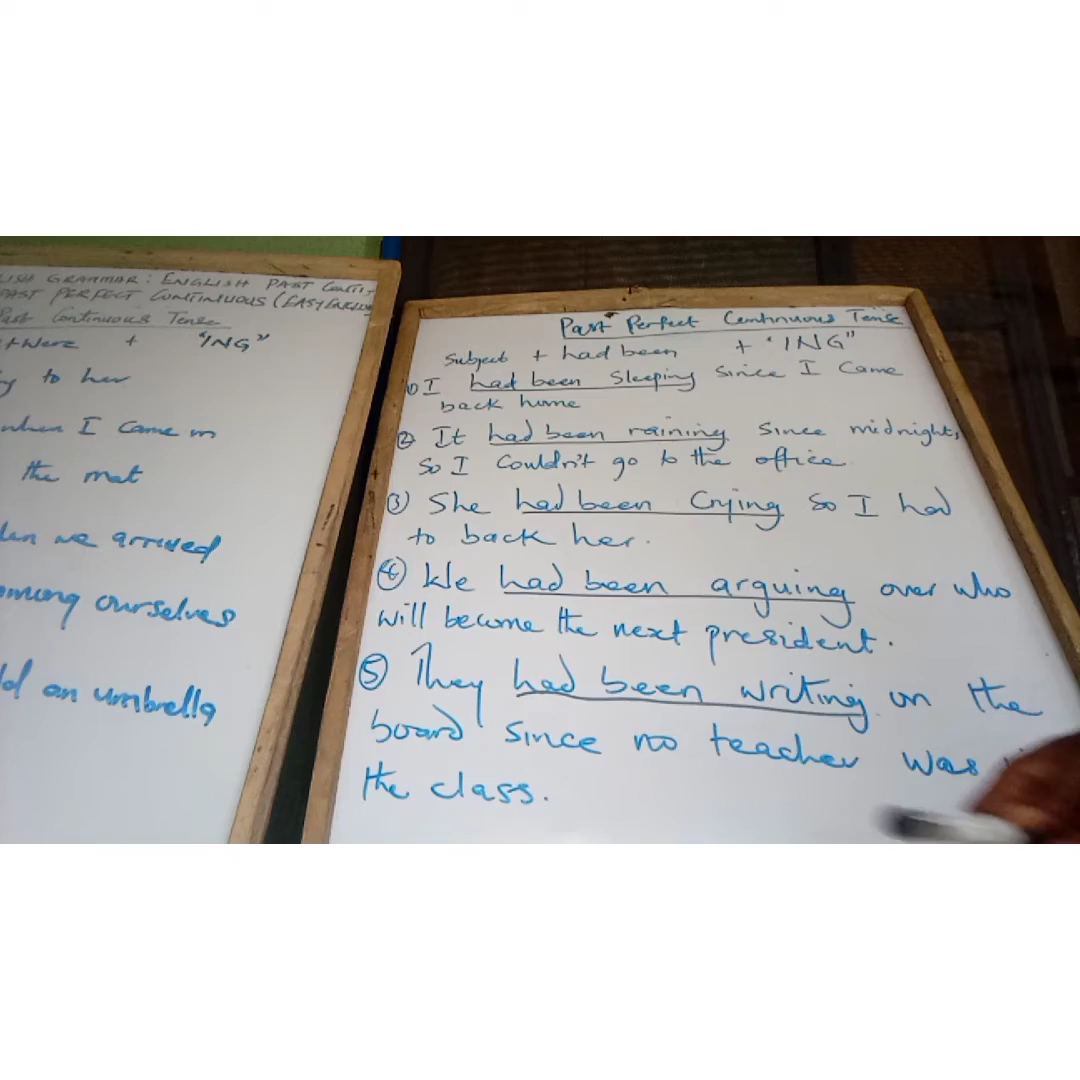 LISH GRAMMAR: ENGLISH PAST CONTI
PAST PERFECT CONTINUOUS (EASY ENGLISH
Past Continuous Tense
+Were + "ING"
to her
when I came in
the mat
we arrived
among ourselves
an umbrella
Past Perfect Continuous Tense
Subject + had been + "ING"
1) I had been sleeping since I came
back home
2) It had been raining since midnight,
so I couldn't go to the office
3) She had been crying so I had
to back her.
4) We had been arguing over who
will become the next president.
5) They had been writing on the
board since no teacher was
the class.